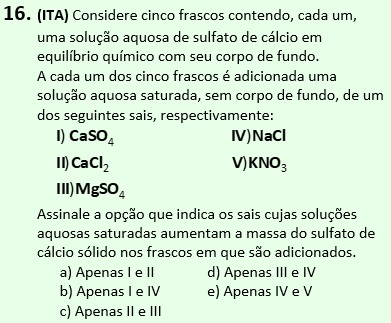 16. (ITA) Considere cinco frascos contendo, cada um,
uma solução aquosa de sulfato de cálcio em
equilíbrio químico com seu corpo de fundo.
A cada um dos cinco frascos é adicionada uma
solução aquosa saturada, sem corpo de fundo, de um
dos seguintes sais, respectivamente:
I) CaSO₄ IV) NaCl
II) CaCl₂ V) KNO₃
III) MgSO₄
Assinale a opção que indica os sais cujas soluções
aquosas saturadas aumentam a massa do sulfato de
cálcio sólido nos frascos em que são adicionados.
a) Apenas I e II d) Apenas III e IV
b) Apenas I e IV e) Apenas IV e V
c) Apenas II e III